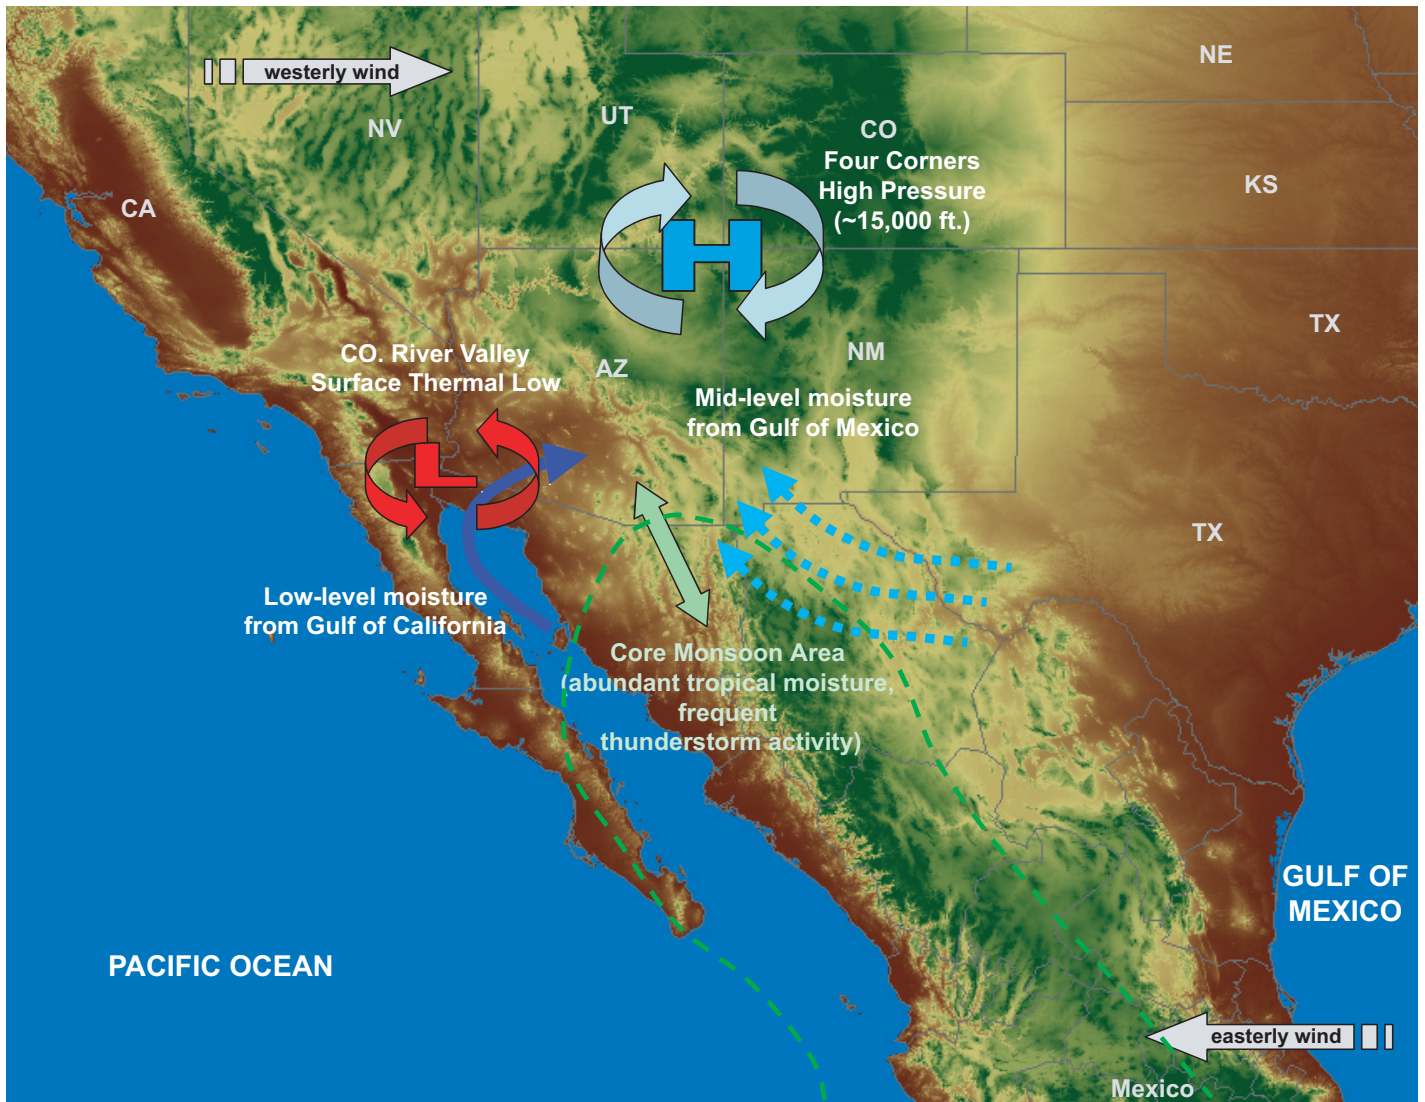 westerly wind
NE
UT
NV
CO
Four Corners
High Pressure
(~15,000 ft.)
KS
CA
H
TX
CO. River Valley
Surface Thermal Low
AZ
NM
Mid-level moisture
from Gulf of Mexico
L
TX
Low-level moisture
from Gulf of California
Core Monsoon Area
(abundant tropical moisture,
frequent
thunderstorm activity)
GULF OF
MEXICO
PACIFIC OCEAN
easterly wind
Mexico